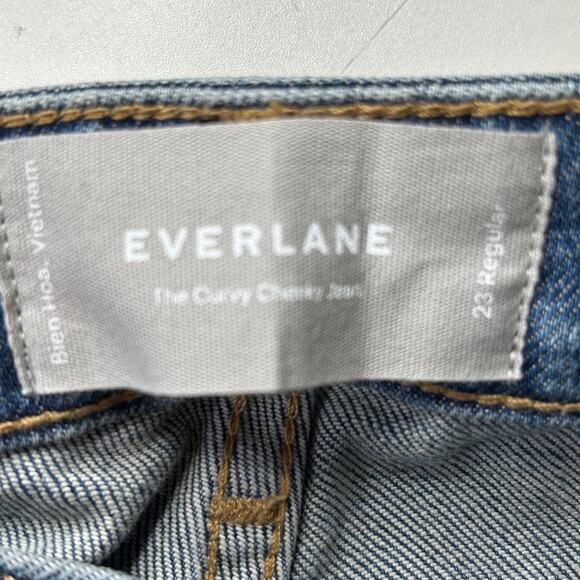 Bien Hoa, Vietnam
EVERLANE
The Curvy Cheeky Jean
23 Regular